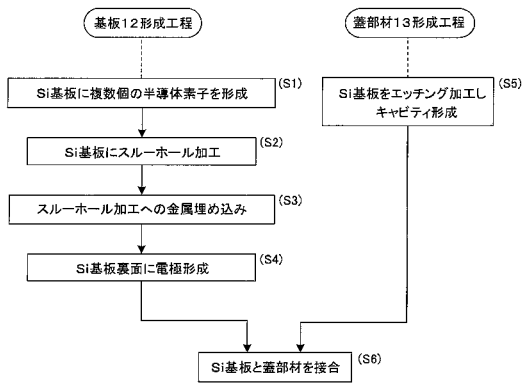 基板12形成工程
蓋部材13形成工程
Si基板に複数個の半導体素子を形成
(S1)
Si基板にスルーホール加工
(S2)
スルーホール加工への金属埋め込み
(S3)
Si基板裏面に電極形成
(S4)
Si基板をエッチング加工し
キャビティ形成
(S5)
Si基板と蓋部材を接合
(S6)